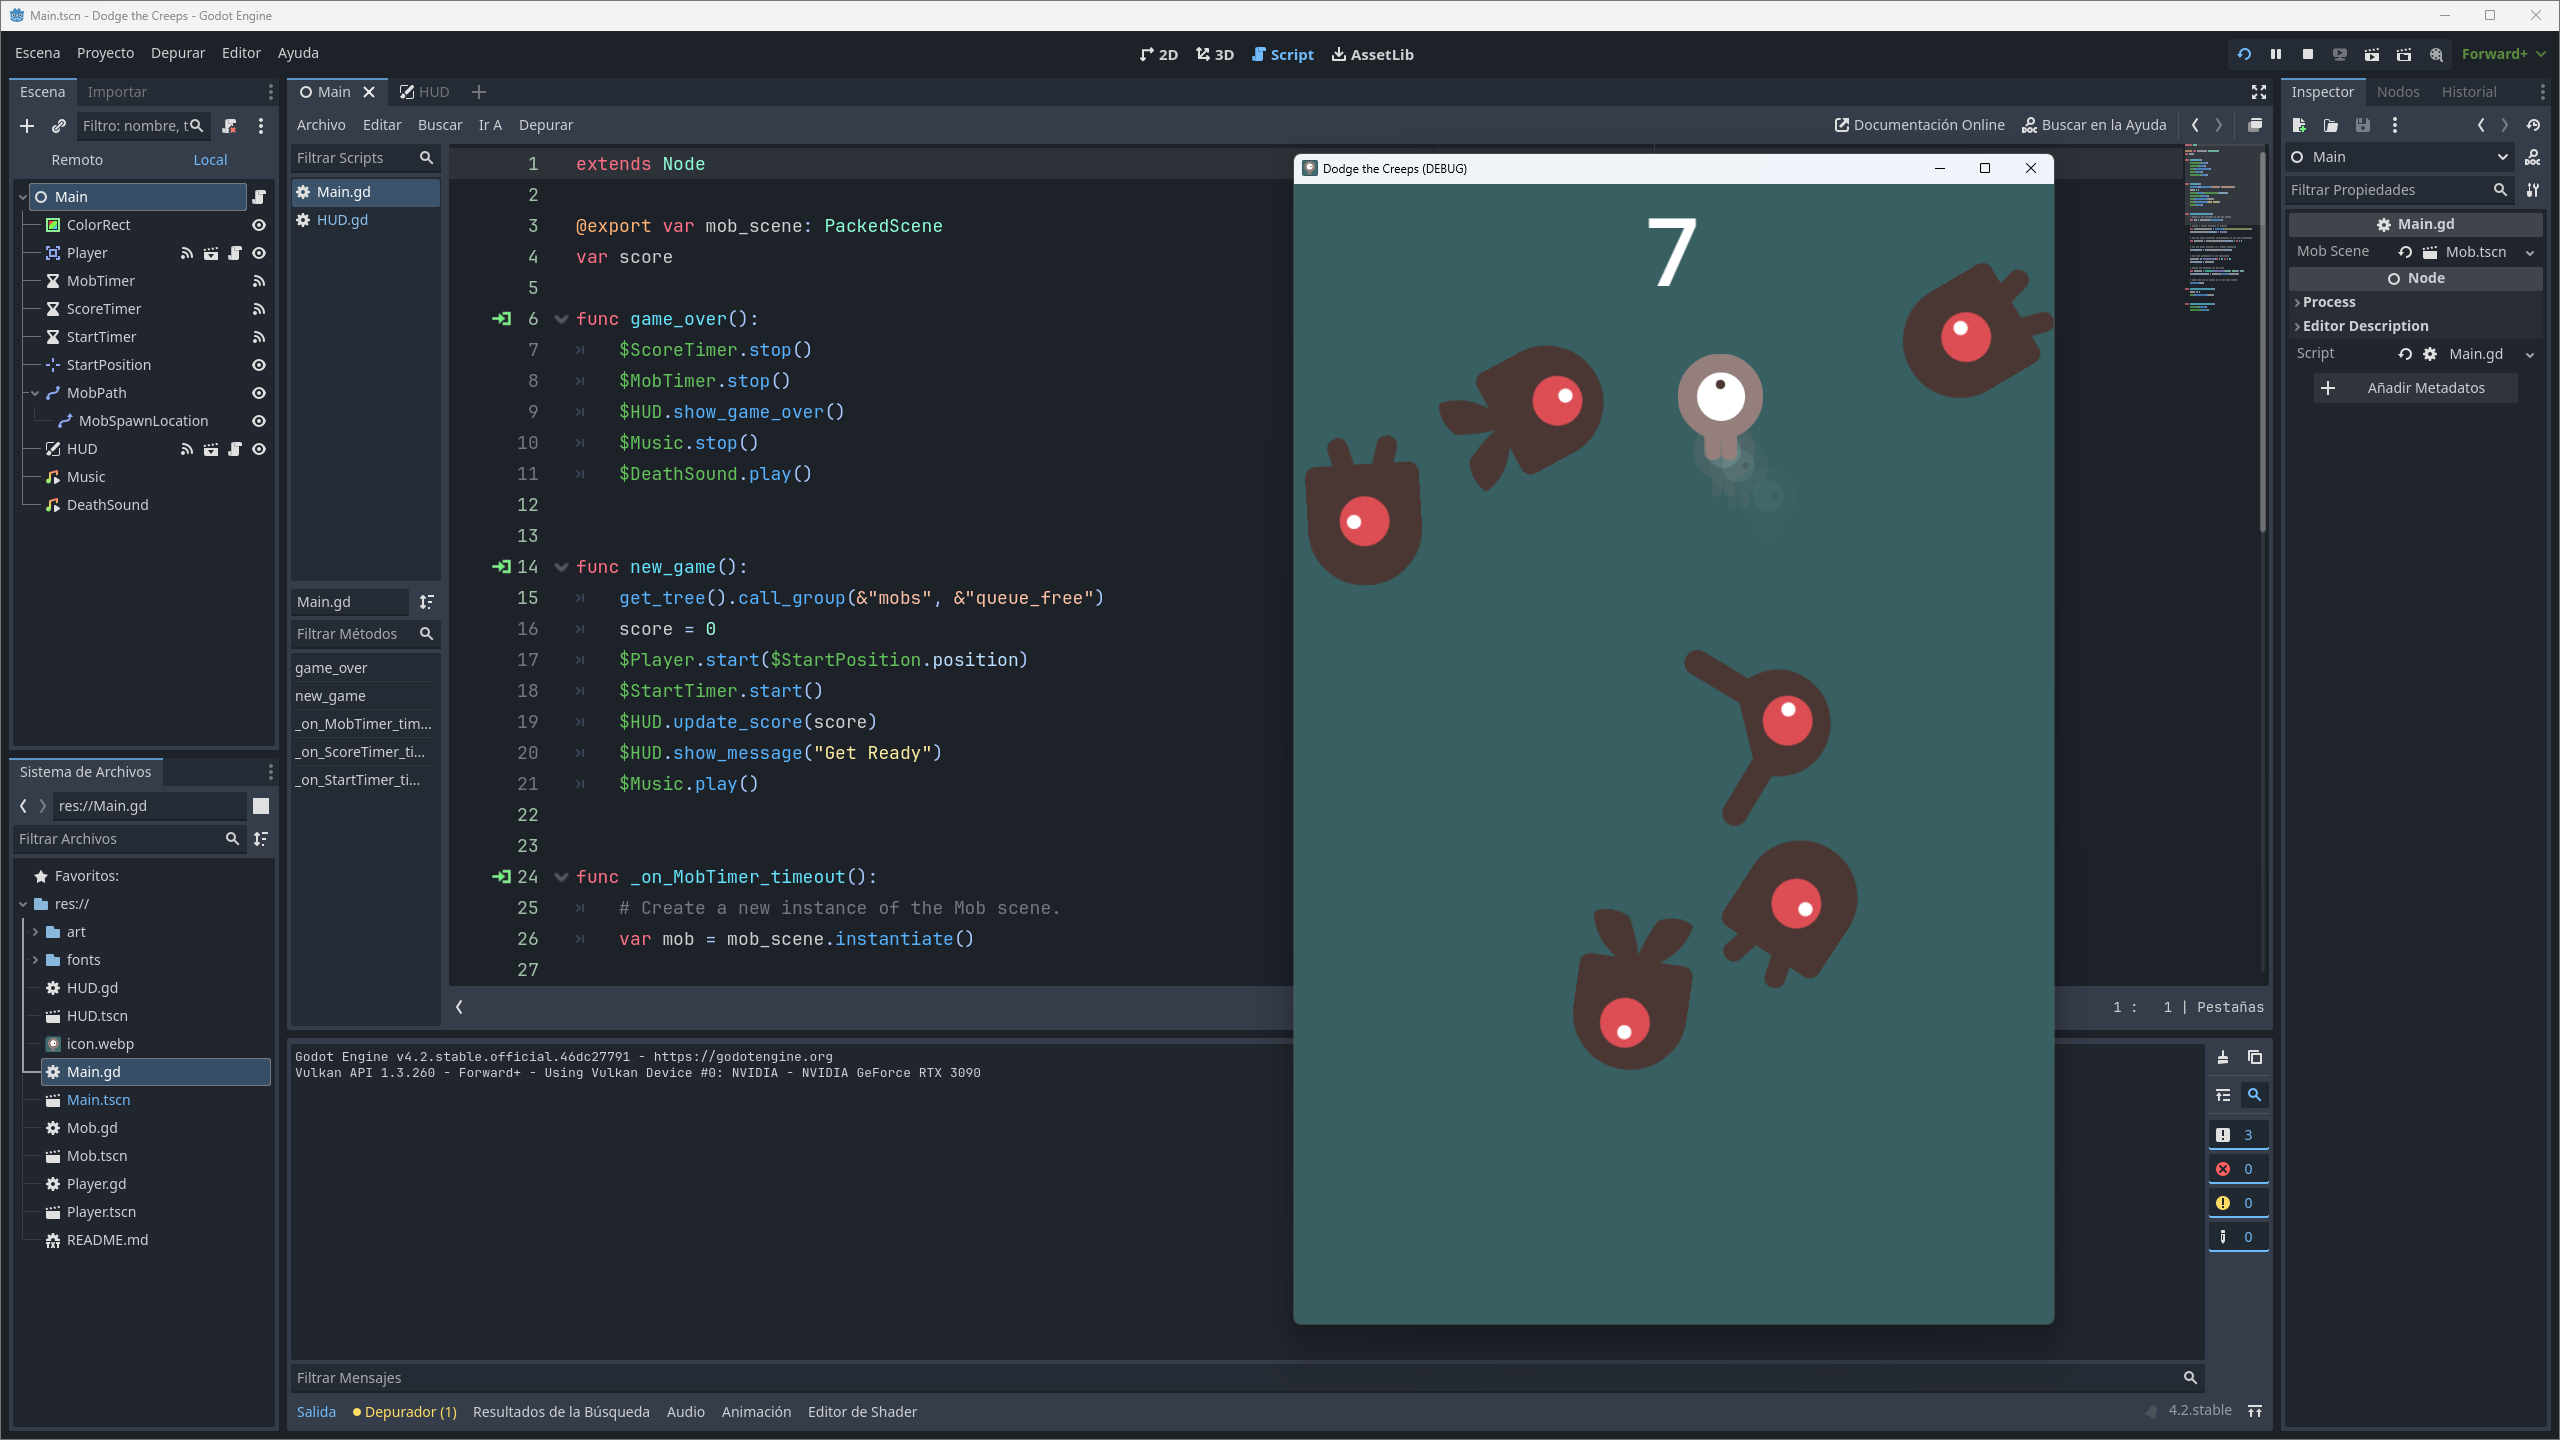 Main.tscn - Dodge the Creeps - Godot Engine
Escena Proyecto Depurar Editor Ayuda
2D 3D Script AssetLib
Forward+
Escena Importar
Filtro: nombre, t
Remoto Local
Main
ColorRect
Player
MobTimer
ScoreTimer
StartTimer
StartPosition
MobPath
MobSpawnLocation
HUD
Music
DeathSound
Sistema de Archivos
res://Main.gd
Filtrar Archivos
Favoritos:
res://
art
fonts
HUD.gd
HUD.tscn
icon.webp
Main.gd
Main.tscn
Mob.gd
Mob.tscn
Player.gd
Player.tscn
README.md
Main HUD
Archivo Editar Buscar Ir A Depurar
Documentación Online Buscar en la Ayuda
Filtrar Scripts
Main.gd
HUD.gd
Main.gd
Filtrar Métodos
game_over
new_game
_on_MobTimer_tim...
_on_ScoreTimer_ti...
_on_StartTimer_ti...
1 extends Node
2
3 @export var mob_scene: PackedScene
4 var score
5
6 func game_over():
7 $ScoreTimer.stop()
8 $MobTimer.stop()
9 $HUD.show_game_over()
10 $Music.stop()
11 $DeathSound.play()
12
13
14 func new_game():
15 get_tree().call_group(&"mobs", &"queue_free")
16 score = 0
17 $Player.start($StartPosition.position)
18 $StartTimer.start()
19 $HUD.update_score(score)
20 $HUD.show_message("Get Ready")
21 $Music.play()
22
23
24 func _on_MobTimer_timeout():
25 # Create a new instance of the Mob scene.
26 var mob = mob_scene.instantiate()
27
1 : 1 | Pestañas
Dodge the Creeps (DEBUG)
7
Godot Engine v4.2.stable.official.46dc27791 - https://godotengine.org
Vulkan API 1.3.260 - Forward+ - Using Vulkan Device #0: NVIDIA - NVIDIA GeForce RTX 3090
3
0
0
0
Filtrar Mensajes
Salida Depurador (1) Resultados de la Búsqueda Audio Animación Editor de Shader
4.2.stable
Inspector Nodos Historial
Main
DOC
Filtrar Propiedades
Main.gd
Mob Scene Mob.tscn
Node
Process
Editor Description
Script Main.gd
Añadir Metadatos